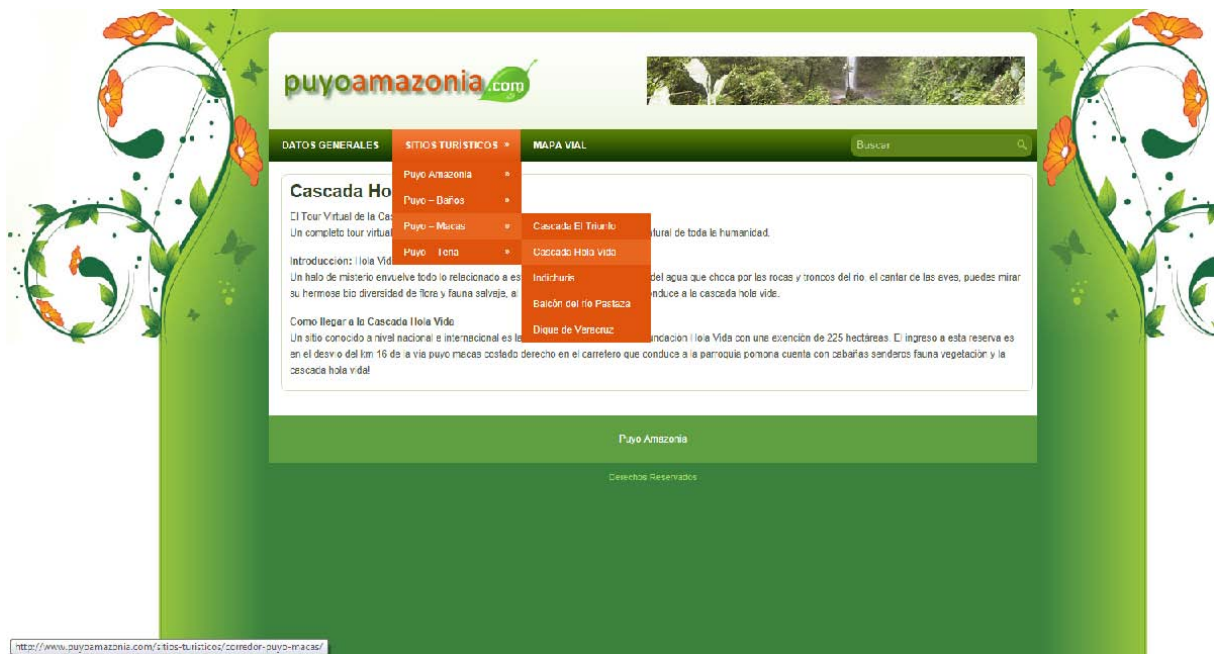 puyoamazonia.com
DATOS GENERALES
SITIOS TURÍSTICOS »
MAPA VIAL
Buscar
Puyo Amazonia »
Puyo – Baños »
Puyo – Macas »
Puyo – Tena »
Cascada El Triunfo
Cascada Hola Vida
Indichuris
Balcón del río Pastaza
Dique de Veracruz
Cascada Ho
El Tour Virtual de la Cas
Un completo tour virtual tural de toda la humanidad.
Introducción: Hola Vid
Un halo de misterio envuelve todo lo relacionado a es del agua que choca por las rocas y troncos del río, el cantar de las aves, puedes mirar
su hermosa bio diversidad de flora y fauna salvaje, al nduce a la cascada hola vida.
Como llegar a la Cascada Hola Vida
Un sitio conocido a nivel nacional e internacional es la undación Hola Vida con una exención de 225 hectáreas. El ingreso a esta reserva es
en el desvio del km 16 de la via puyo macas costado derecho en el carretero que conduce a la parroquia pomona cuenta con cabañas senderos fauna vegetación y la
cascada hola vida!
Puyo Amazonia
Derechos Reservados
http://www.puyoamazonia.com/sitios-turisticos/corredor-puyo-macas/